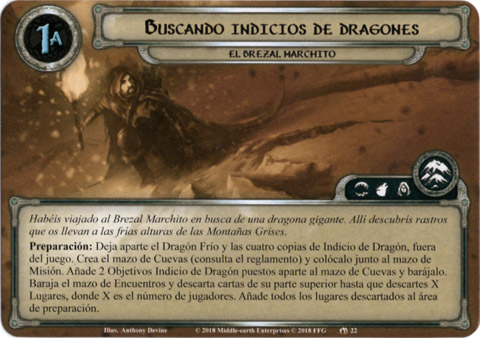 1A
BUSCANDO INDICIOS DE DRAGONES
EL BREZAL MARCHITO
Habéis viajado al Brezal Marchito en busca de una dragona gigante. Allí descubrís rastros
que os llevan a las frías alturas de las Montañas Grises.
Preparación: Deja aparte el Dragón Frío y las cuatro copias de Indicio de Dragón, fuera
del juego. Crea el mazo de Cuevas (consulta el reglamento) y colócalo junto al mazo de
Misión. Añade 2 Objetivos Indicio de Dragón puestos aparte al mazo de Cuevas y barájalo.
Baraja el mazo de Encuentros y descarta cartas de su parte superior hasta que descartes X
Lugares, donde X es el número de jugadores. Añade todos los lugares descartados al área
de preparación.
Illus. Anthony Devine © 2018 Middle-earth Enterprises © 2018 FFG 22